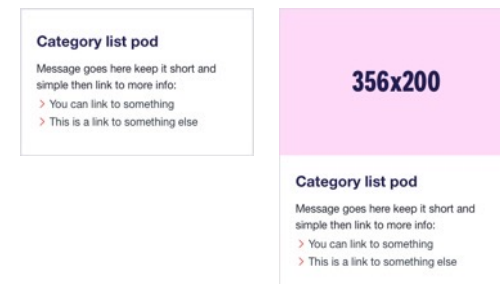 Category list pod
Message goes here keep it short and
simple then link to more info:
> You can link to something
> This is a link to something else
356x200
Category list pod
Message goes here keep it short and
simple then link to more info:
> You can link to something
> This is a link to something else